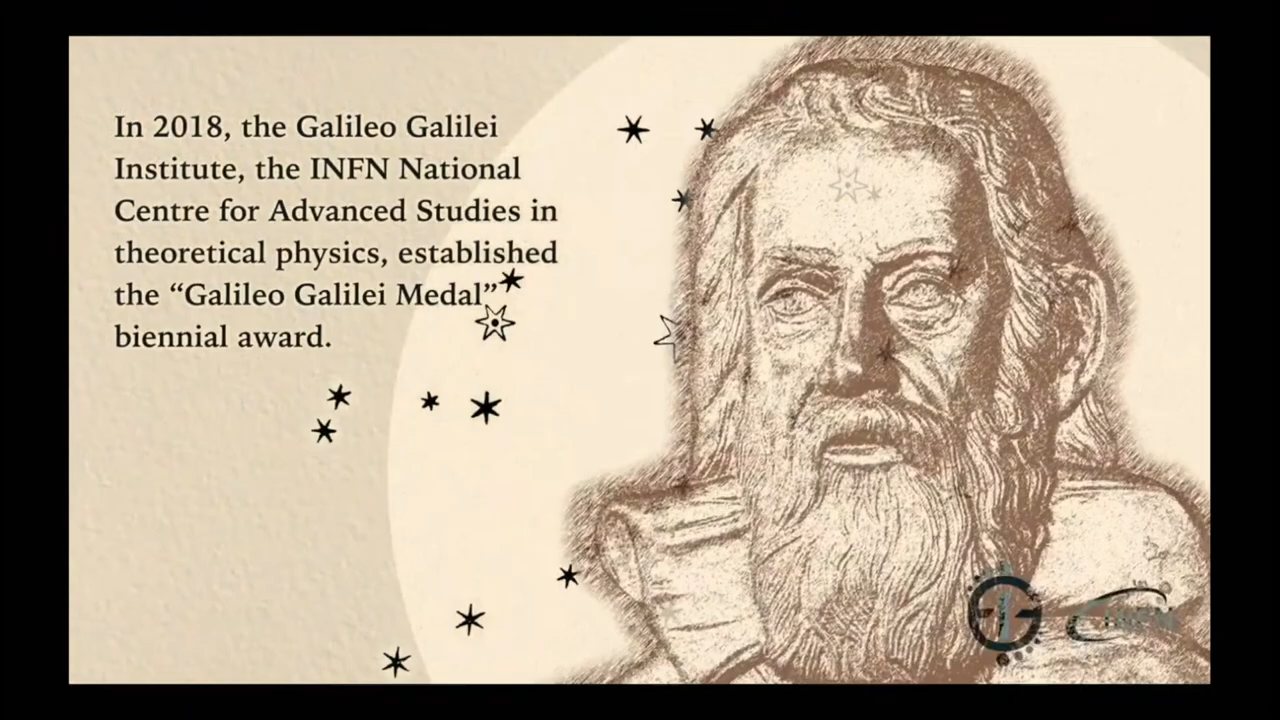 In 2018, the Galileo Galilei
Institute, the INFN National
Centre for Advanced Studies in
theoretical physics, established
the “Galileo Galilei Medal”
biennial award.
INFN